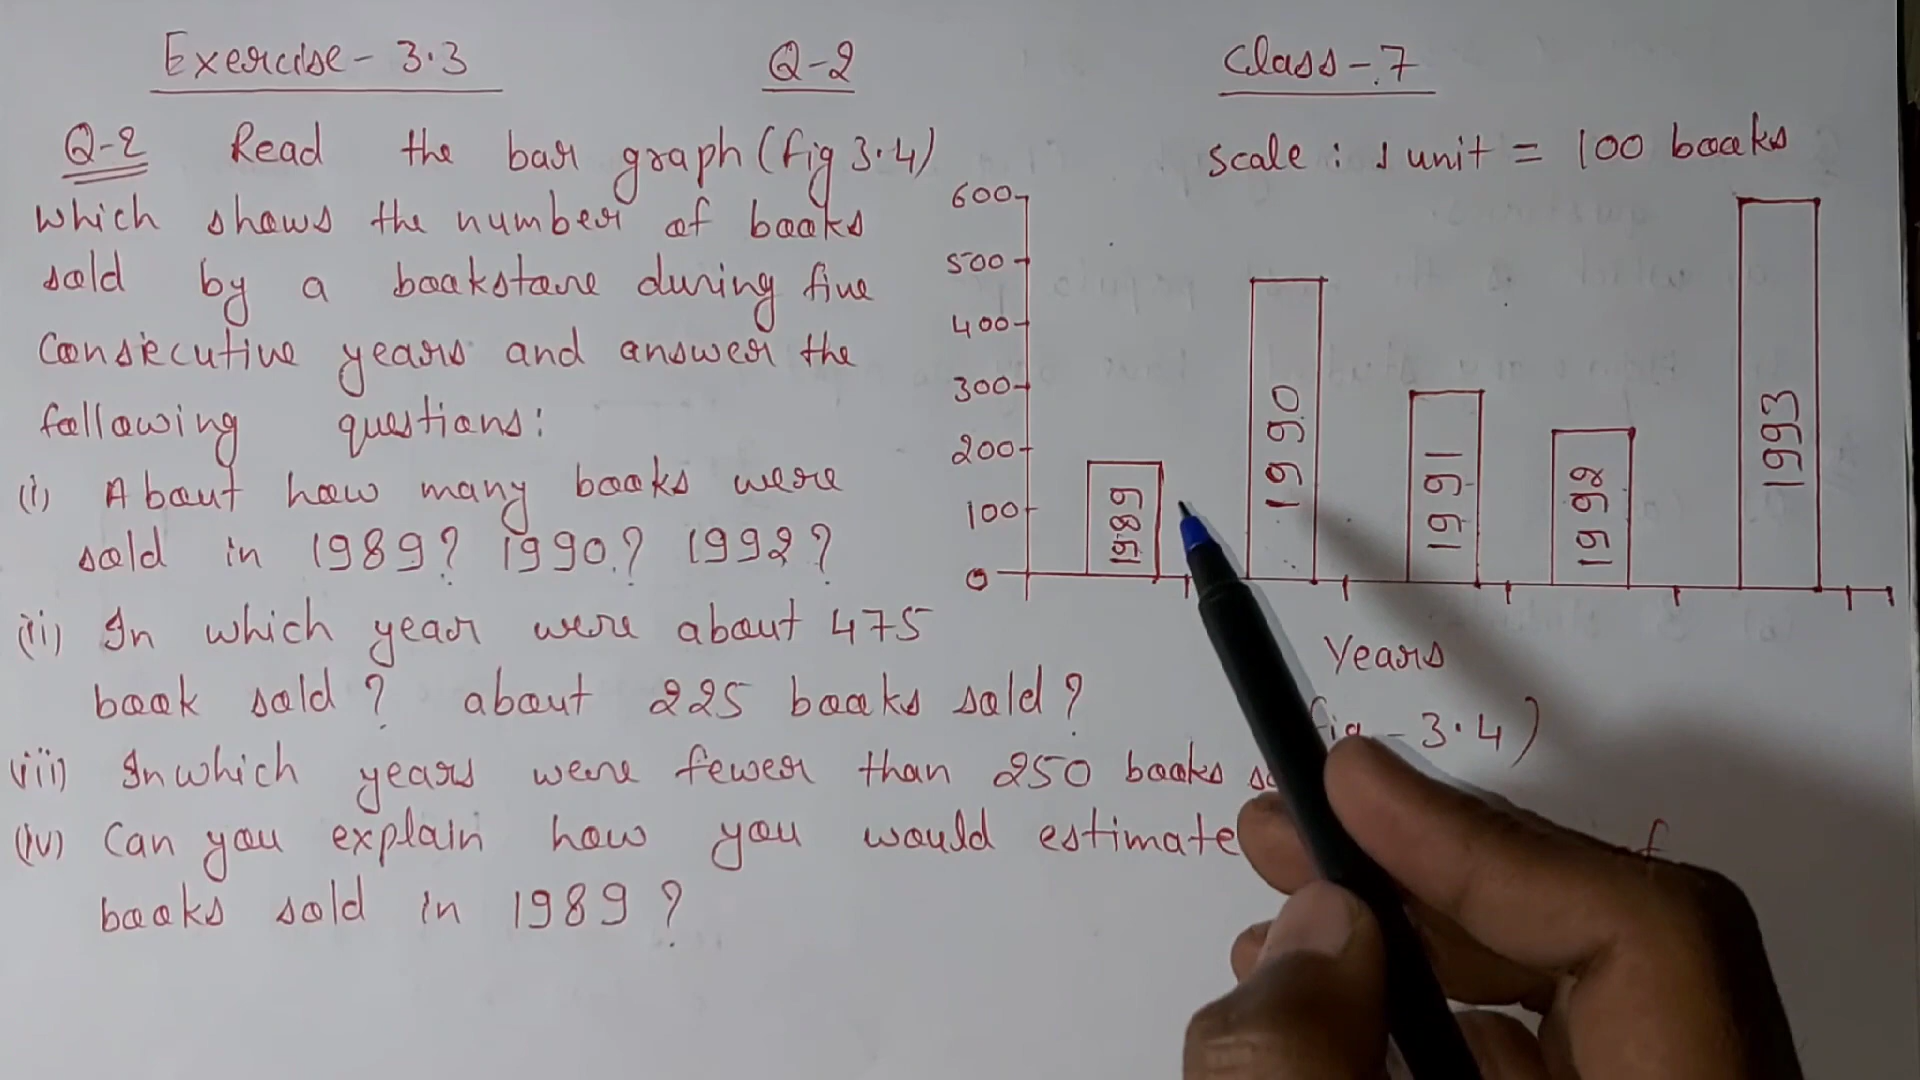 Exercise - 3.3
Q-2
Class-7
Q-2 Read the bar graph (fig 3.4)
which shows the number of books
sold by a bookstore during five
Consecutive years and answer the
following questions:
(i) About how many books were
sold in 1989? 1990? 1992?
(ii) In which year were about 475
book sold? about 225 books sold?
(iii) In which years were fewer than 250 books
(iv) Can you explain how you would estimate
books sold in 1989?
scale: 1 unit = 100 books
600
500
400
300
200
100
0
1989
1990
1991
1992
1993
Years
fig - 3.4)